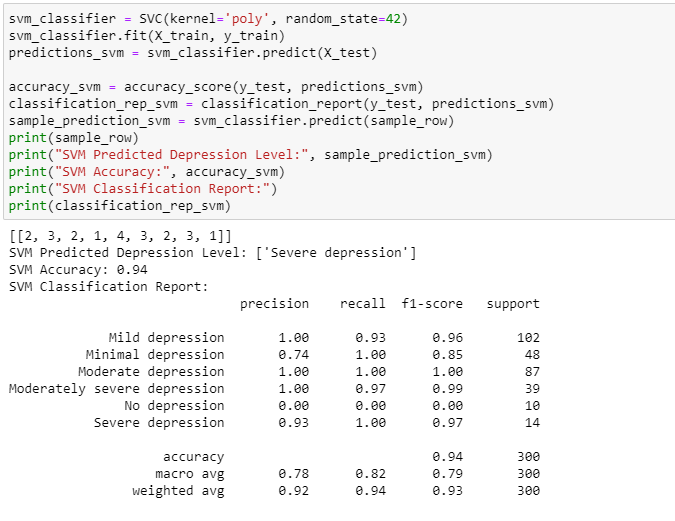 svm_classifier = SVC(kernel='poly', random_state=42)
svm_classifier.fit(X_train, y_train)
predictions_svm = svm_classifier.predict(X_test)

accuracy_svm = accuracy_score(y_test, predictions_svm)
classification_rep_svm = classification_report(y_test, predictions_svm)
sample_prediction_svm = svm_classifier.predict(sample_row)
print(sample_row)
print("SVM Predicted Depression Level:", sample_prediction_svm)
print("SVM Accuracy:", accuracy_svm)
print("SVM Classification Report:")
print(classification_rep_svm)

[[2, 3, 2, 1, 4, 3, 2, 3, 1]]
SVM Predicted Depression Level: ['Severe depression']
SVM Accuracy: 0.94
SVM Classification Report:
                              precision    recall  f1-score   support

             Mild depression       1.00      0.93      0.96       102
          Minimal depression       0.74      1.00      0.85        48
         Moderate depression       1.00      1.00      1.00        87
Moderately severe depression       1.00      0.97      0.99        39
               No depression       0.00      0.00      0.00        10
           Severe depression       0.93      1.00      0.97        14

                    accuracy                           0.94       300
                   macro avg       0.78      0.82      0.79       300
                weighted avg       0.92      0.94      0.93       300